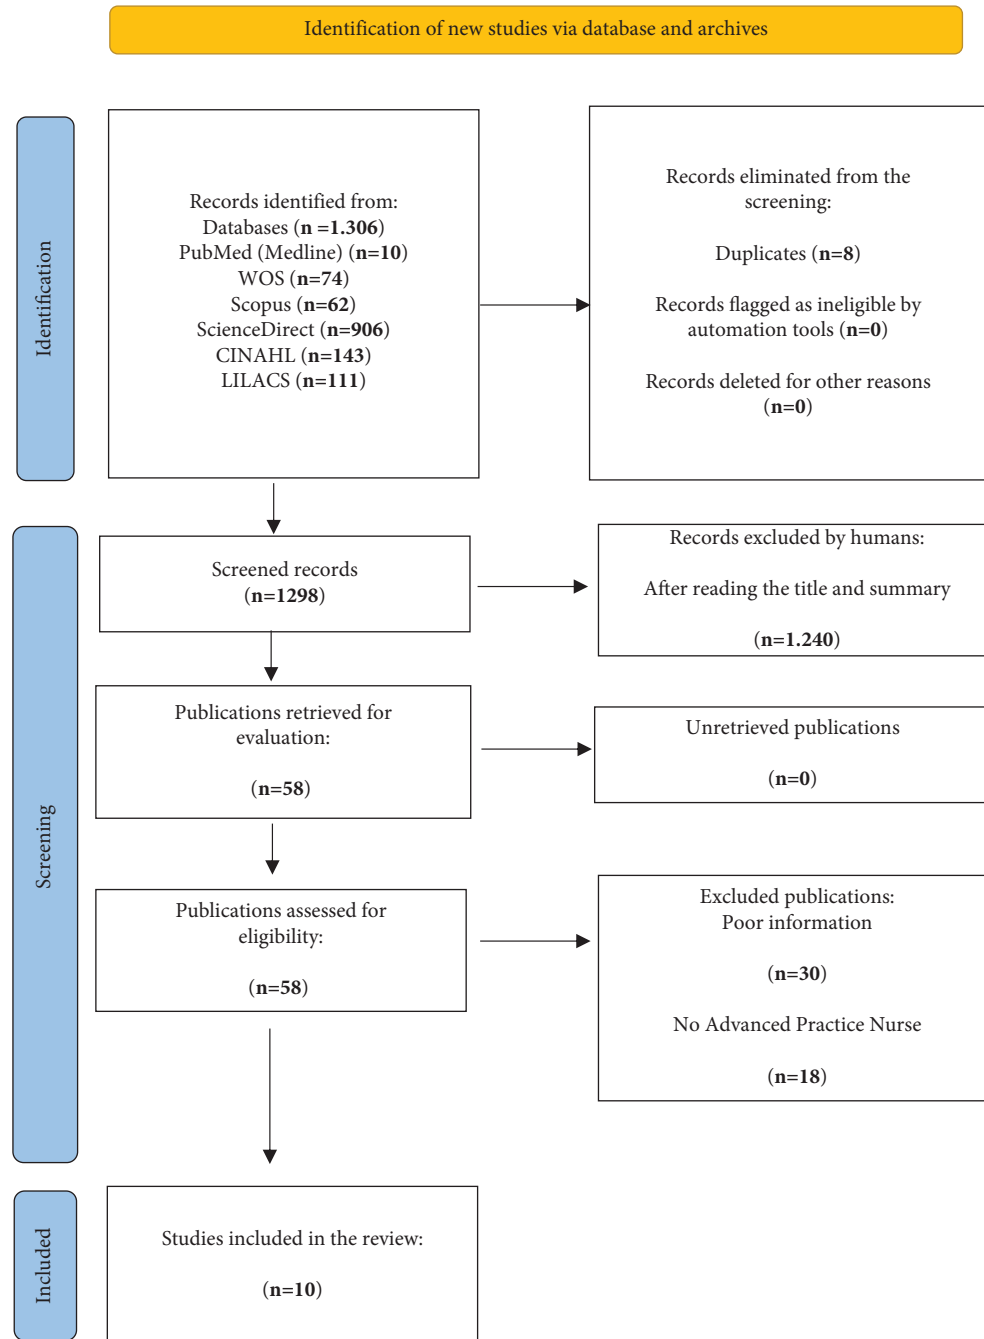 Identification of new studies via database and archives
Identification
Records identified from:
Databases (n =1.306)
PubMed (Medline) (n=10)
WOS (n=74)
Scopus (n=62)
ScienceDirect (n=906)
CINAHL (n=143)
LILACS (n=111)
Records eliminated from the
screening:
Duplicates (n=8)
Records flagged as ineligible by
automation tools (n=0)
Records deleted for other reasons
(n=0)
Screening
Screened records
(n=1298)
Records excluded by humans:
After reading the title and summary
(n=1.240)
Publications retrieved for
evaluation:
(n=58)
Unretrieved publications
(n=0)
Publications assessed for
eligibility:
(n=58)
Excluded publications:
Poor information
(n=30)
No Advanced Practice Nurse
(n=18)
Included
Studies included in the review:
(n=10)